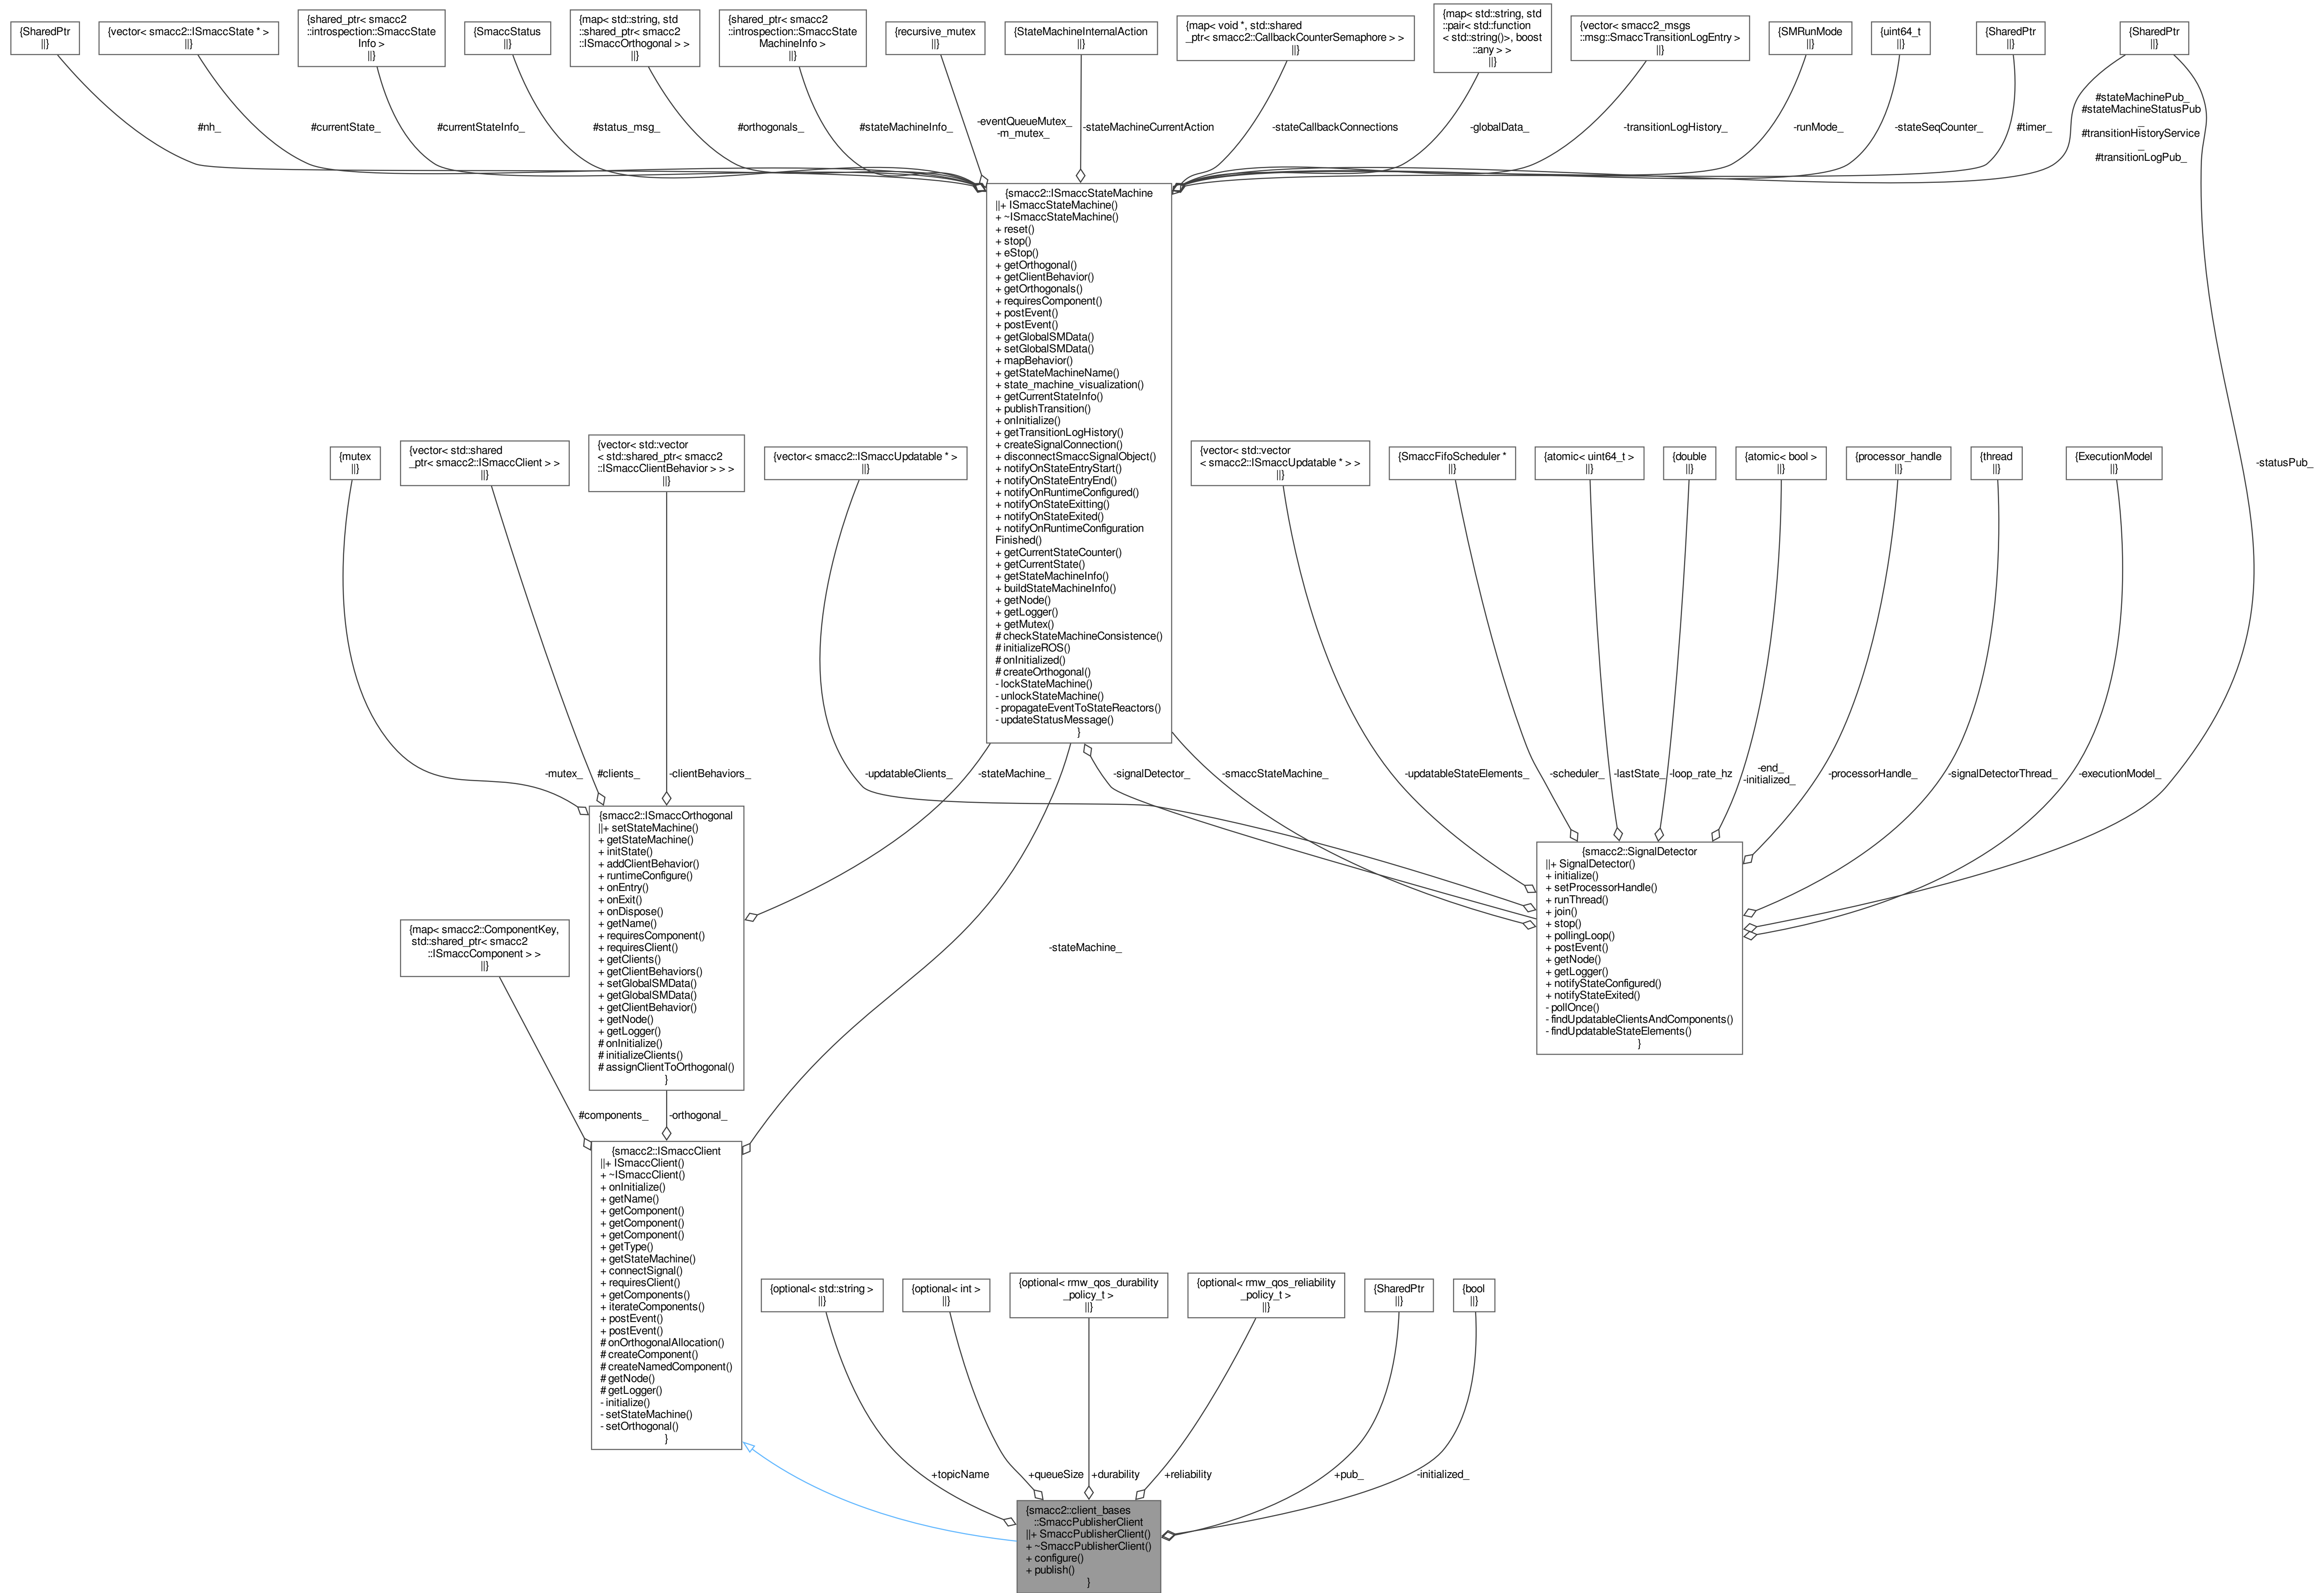 {SharedPtr
||}
{vector< smacc2::ISmaccState * >
||}
{shared_ptr< smacc2
::introspection::SmaccState
Info >
||}
{SmaccStatus
||}
{map< std::string, std
::shared_ptr< smacc2
::ISmaccOrthogonal > >
||}
{shared_ptr< smacc2
::introspection::SmaccState
MachineInfo >
||}
{recursive_mutex
||}
{StateMachineInternalAction
||}
{map< void *, std::shared
_ptr< smacc2::CallbackCounterSemaphore > >
||}
{map< std::string, std
::pair< std::function
< std::string()>, boost
::any > >
||}
{vector< smacc2_msgs
::msg::SmaccTransitionLogEntry >
||}
{SMRunMode
||}
{uint64_t
||}
{SharedPtr
||}
{SharedPtr
||}
#nh_
#currentState_
#currentStateInfo_
#status_msg_
#orthogonals_
#stateMachineInfo_
-eventQueueMutex_
-m_mutex_
-stateMachineCurrentAction
-stateCallbackConnections
-globalData_
-transitionLogHistory_
-runMode_
-stateSeqCounter_
#timer_
#stateMachinePub_
#stateMachineStatusPub
_
#transitionHistoryService
_
#transitionLogPub_
{smacc2::ISmaccStateMachine
||+ ISmaccStateMachine()
+ ~ISmaccStateMachine()
+ reset()
+ stop()
+ eStop()
+ getOrthogonal()
+ getClientBehavior()
+ getOrthogonals()
+ requiresComponent()
+ postEvent()
+ postEvent()
+ getGlobalSMData()
+ setGlobalSMData()
+ mapBehavior()
+ getStateMachineName()
+ state_machine_visualization()
+ getCurrentStateInfo()
+ publishTransition()
+ onInitialize()
+ getTransitionLogHistory()
+ createSignalConnection()
+ disconnectSmaccSignalObject()
+ notifyOnStateEntryStart()
+ notifyOnStateEntryEnd()
+ notifyOnRuntimeConfigured()
+ notifyOnStateExitting()
+ notifyOnStateExited()
+ notifyOnRuntimeConfiguration
Finished()
+ getCurrentStateCounter()
+ getCurrentState()
+ getStateMachineInfo()
+ buildStateMachineInfo()
+ getNode()
+ getLogger()
+ getMutex()
# checkStateMachineConsistence()
# initializeROS()
# onInitialized()
# createOrthogonal()
- lockStateMachine()
- unlockStateMachine()
- propagateEventToStateReactors()
- updateStatusMessage()
}
{mutex
||}
{vector< std::shared
_ptr< smacc2::ISmaccClient > >
||}
{vector< std::vector
< std::shared_ptr< smacc2
::ISmaccClientBehavior > > >
||}
{vector< smacc2::ISmaccUpdatable * >
||}
{vector< std::vector
< smacc2::ISmaccUpdatable * > >
||}
{SmaccFifoScheduler *
||}
{atomic< uint64_t >
||}
{double
||}
{atomic< bool >
||}
{processor_handle
||}
{thread
||}
{ExecutionModel
||}
-statusPub_
-mutex_
#clients_
-clientBehaviors_
-updatableClients_
-stateMachine_
-signalDetector_
-smaccStateMachine_
-updatableStateElements_
-scheduler_
-lastState_
-loop_rate_hz
-end_
-initialized_
-processorHandle_
-signalDetectorThread_
-executionModel_
{smacc2::ISmaccOrthogonal
||+ setStateMachine()
+ getStateMachine()
+ initState()
+ addClientBehavior()
+ runtimeConfigure()
+ onEntry()
+ onExit()
+ onDispose()
+ getName()
+ requiresComponent()
+ requiresClient()
+ getClients()
+ getClientBehaviors()
+ setGlobalSMData()
+ getGlobalSMData()
+ getClientBehavior()
+ getNode()
+ getLogger()
# onInitialize()
# initializeClients()
# assignClientToOrthogonal()
}
{smacc2::SignalDetector
||+ SignalDetector()
+ initialize()
+ setProcessorHandle()
+ runThread()
+ join()
+ stop()
+ pollingLoop()
+ postEvent()
+ getNode()
+ getLogger()
+ notifyStateConfigured()
+ notifyStateExited()
- pollOnce()
- findUpdatableClientsAndComponents()
- findUpdatableStateElements()
}
{map< smacc2::ComponentKey,
std::shared_ptr< smacc2
::ISmaccComponent > >
||}
-stateMachine_
#components_
-orthogonal_
{smacc2::ISmaccClient
||+ ISmaccClient()
+ ~ISmaccClient()
+ onInitialize()
+ getName()
+ getComponent()
+ getComponent()
+ getComponent()
+ getType()
+ getStateMachine()
+ connectSignal()
+ requiresClient()
+ getComponents()
+ iterateComponents()
+ postEvent()
+ postEvent()
# onOrthogonalAllocation()
# createComponent()
# createNamedComponent()
# getNode()
# getLogger()
- initialize()
- setStateMachine()
- setOrthogonal()
}
{optional< std::string >
||}
{optional< int >
||}
{optional< rmw_qos_durability
_policy_t >
||}
{optional< rmw_qos_reliability
_policy_t >
||}
{SharedPtr
||}
{bool
||}
+topicName
+queueSize
+durability
+reliability
+pub_
-initialized_
{smacc2::client_bases
::SmaccPublisherClient
||+ SmaccPublisherClient()
+ ~SmaccPublisherClient()
+ configure()
+ publish()
}